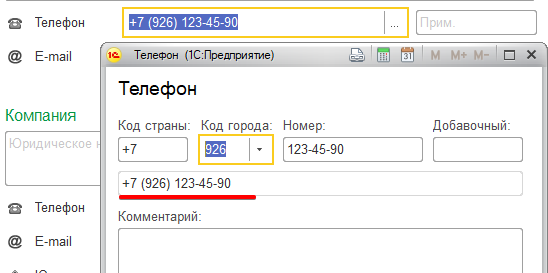 Телефон +7 (926) 123-45-90 ... Прим.
E-mail
Телефон (1С:Предприятие) M M+ M-
Телефон
Код страны: Код города: Номер: Добавочный:
+7 926 123-45-90
+7 (926) 123-45-90
Комментарий:
Компания
Юридическое н
Телефон
E-mail